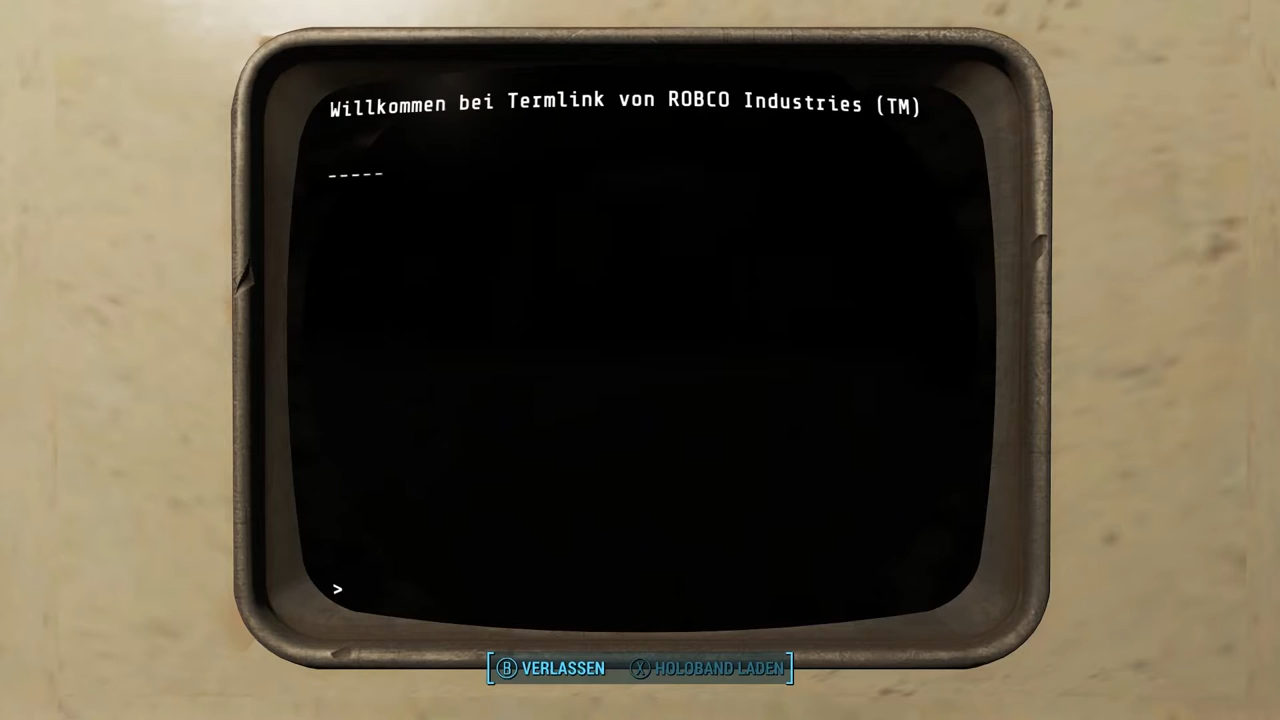 Willkommen bei Termlink von ROBCO Industries (TM)
-----
>
B VERLASSEN X HOLOBAND LADEN